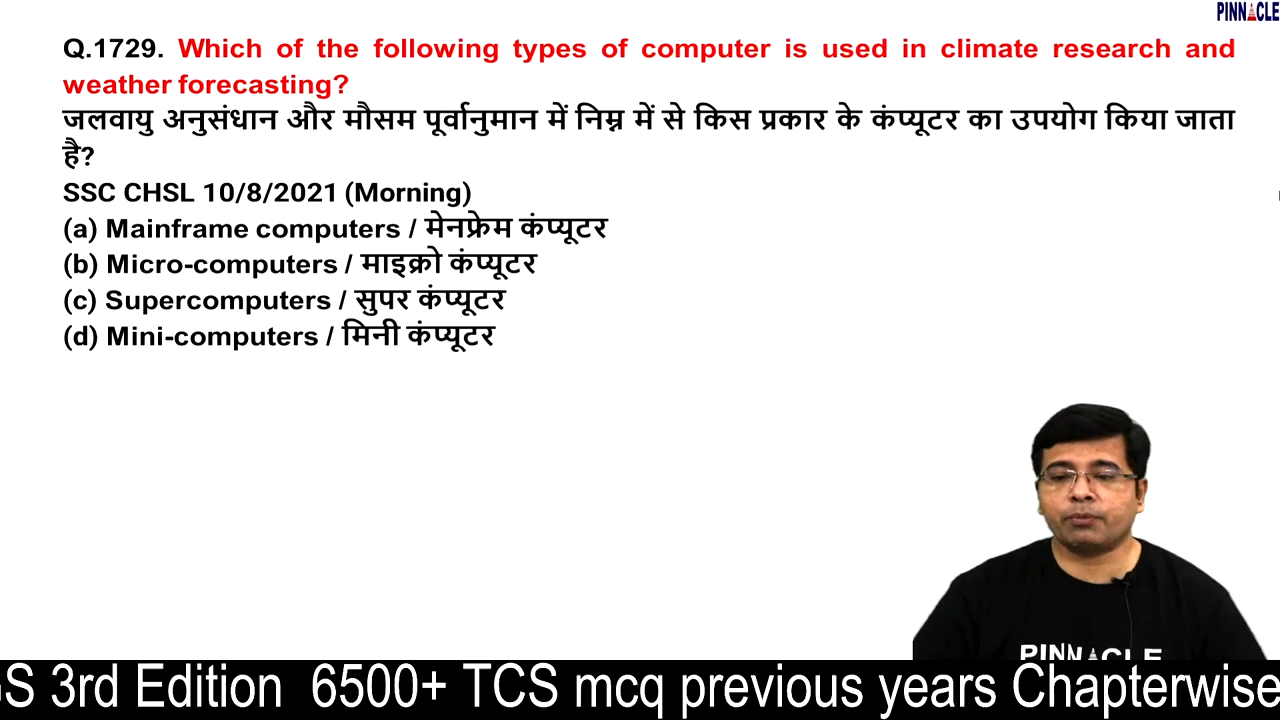 PINNACLE
Q.1729. Which of the following types of computer is used in climate research and
weather forecasting?
जलवायु अनुसंधान और मौसम पूर्वानुमान में निम्न में से किस प्रकार के कंप्यूटर का उपयोग किया जाता
है?
SSC CHSL 10/8/2021 (Morning)
(a) Mainframe computers / मेनफ्रेम कंप्यूटर
(b) Micro-computers / माइक्रो कंप्यूटर
(c) Supercomputers / सुपर कंप्यूटर
(d) Mini-computers / मिनी कंप्यूटर
PINNACLE
GS 3rd Edition 6500+ TCS mcq previous years Chapterwise